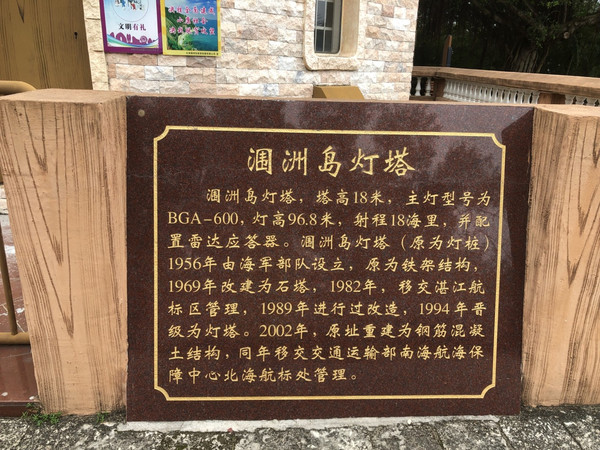 文明有礼
涠洲岛灯塔
涠洲岛灯塔，塔高18米，主灯型号为
BGA-600，灯高96.8米，射程18海里，并配
置雷达应答器。涠洲岛灯塔（原为灯桩）
1956年由海军部队设立，原为铁架结构，
1969年改建为石塔，1982年，移交湛江航
标区管理，1989年进行过改造，1994年晋
级为灯塔。2002年，原址重建为钢筋混凝
土结构，同年移交交通运输部南海航海保
障中心北海航标处管理。